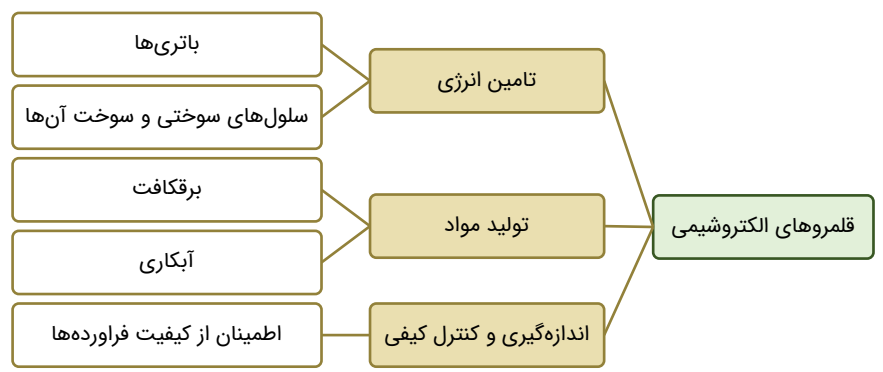 قلمروهای الکتروشیمی
تامین انرژی
باتری‌ها
سلول‌های سوختی و سوخت آن‌ها
تولید مواد
برقکافت
آبکاری
اندازه‌گیری و کنترل کیفی
اطمینان از کیفیت فراورده‌ها